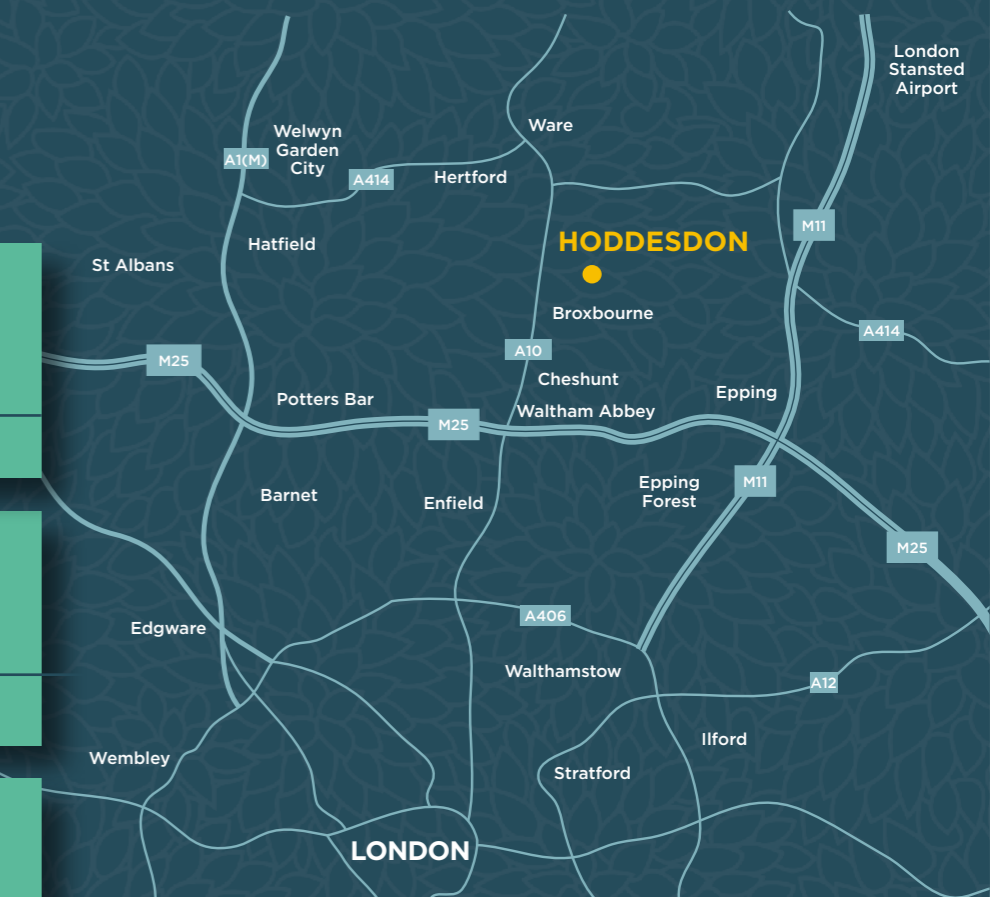 London
Stansted
Airport
Ware
Welwyn
Garden
City
A1(M)
A414
Hertford
M11
HODDESDON
Hatfield
St Albans
Broxbourne
A414
A10
M25
Cheshunt
Epping
Potters Bar
Waltham Abbey
M25
Epping
Forest
M11
Barnet
Enfield
M25
A406
Edgware
Walthamstow
A12
Ilford
Wembley
Stratford
LONDON